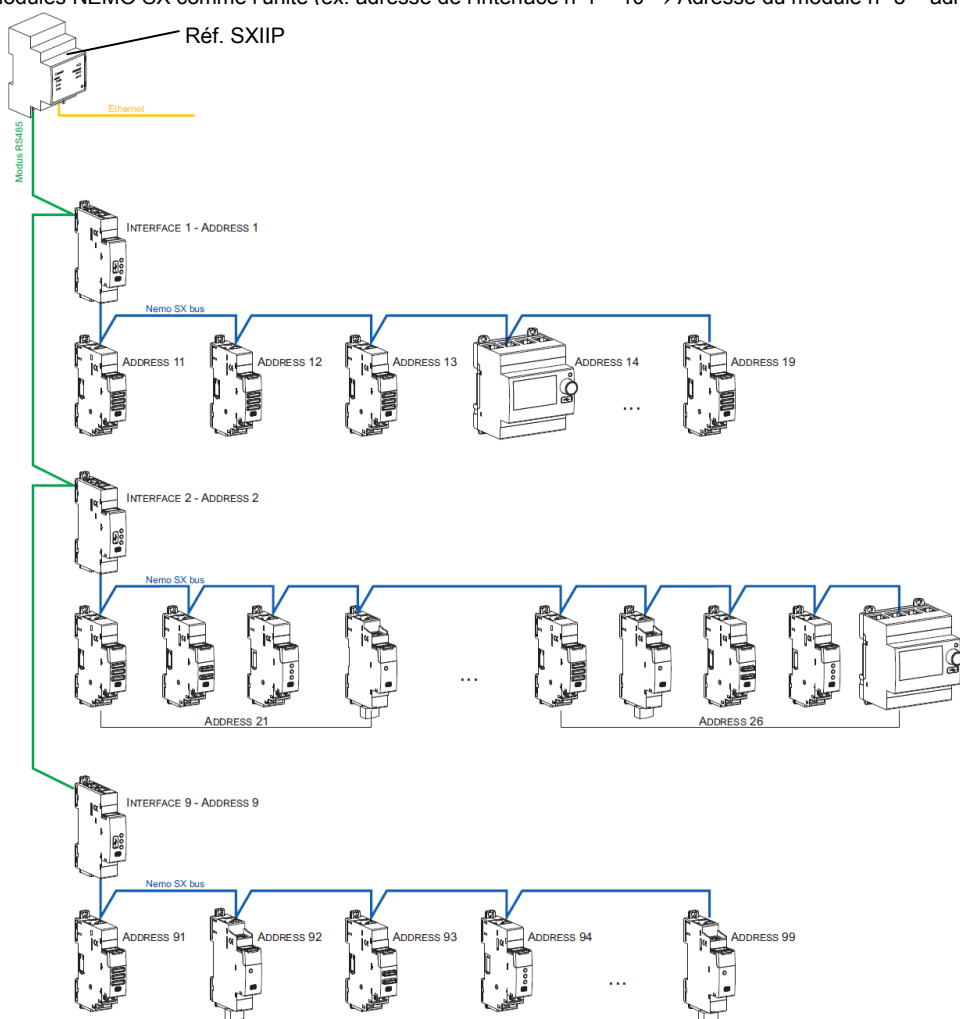 modules NEMO SX comme l'unité (ex: adresse de l'interface n°1 = 10 → Adresse du module n°
Réf. SXIIP
Ethernet
Modus RS485
INTERFACE 1 - ADDRESS 1
Nemo SX bus
ADDRESS 11
ADDRESS 12
ADDRESS 13
ADDRESS 14
ADDRESS 19
...
INTERFACE 2 - ADDRESS 2
Nemo SX bus
...
ADDRESS 21
ADDRESS 26
INTERFACE 9 - ADDRESS 9
Nemo SX bus
ADDRESS 91
ADDRESS 92
ADDRESS 93
ADDRESS 94
ADDRESS 99
...